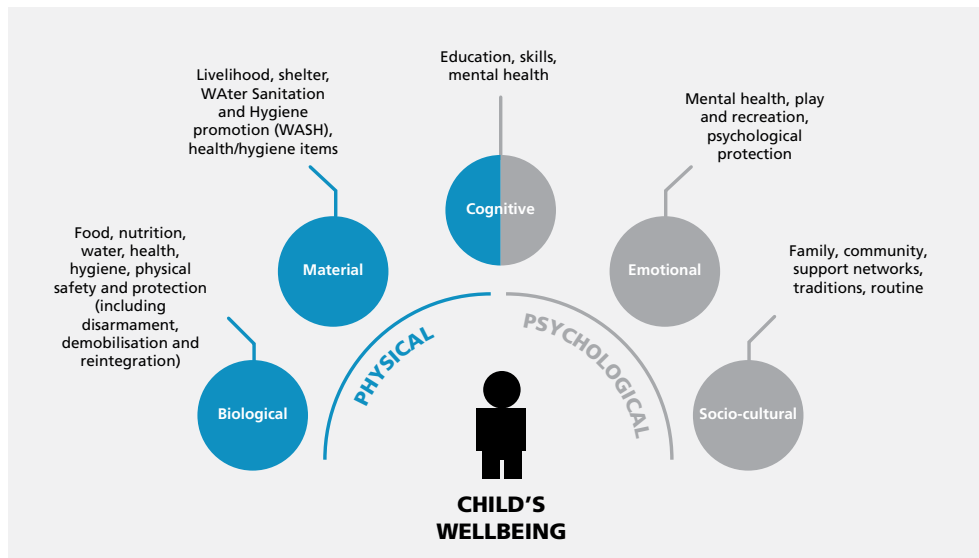 Education, skills,
mental health
Livelihood, shelter,
WAter Sanitation
and Hygiene
promotion (WASH),
health/hygiene items
Mental health, play
and recreation,
psychological
protection
Food, nutrition,
water, health,
hygiene, physical
safety and protection
(including
disarmament,
demobilisation and
reintegration)
Family, community,
support networks,
traditions, routine
Cognitive
Material
Emotional
Biological
Socio-cultural
PHYSICAL
PSYCHOLOGICAL
CHILD'S
WELLBEING